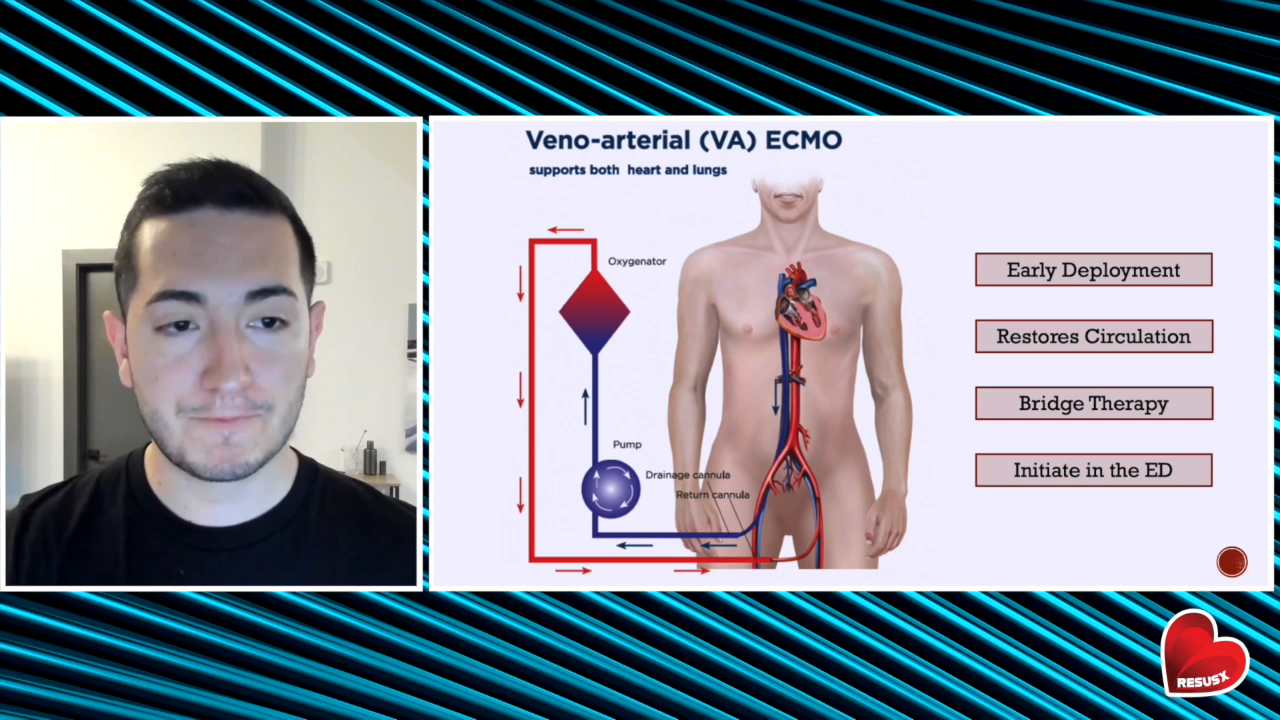 Veno-arterial (VA) ECMO
supports both heart and lungs
Oxygenator
Pump
Drainage cannula
Return cannula
Early Deployment
Restores Circulation
Bridge Therapy
Initiate in the ED
RESUSX